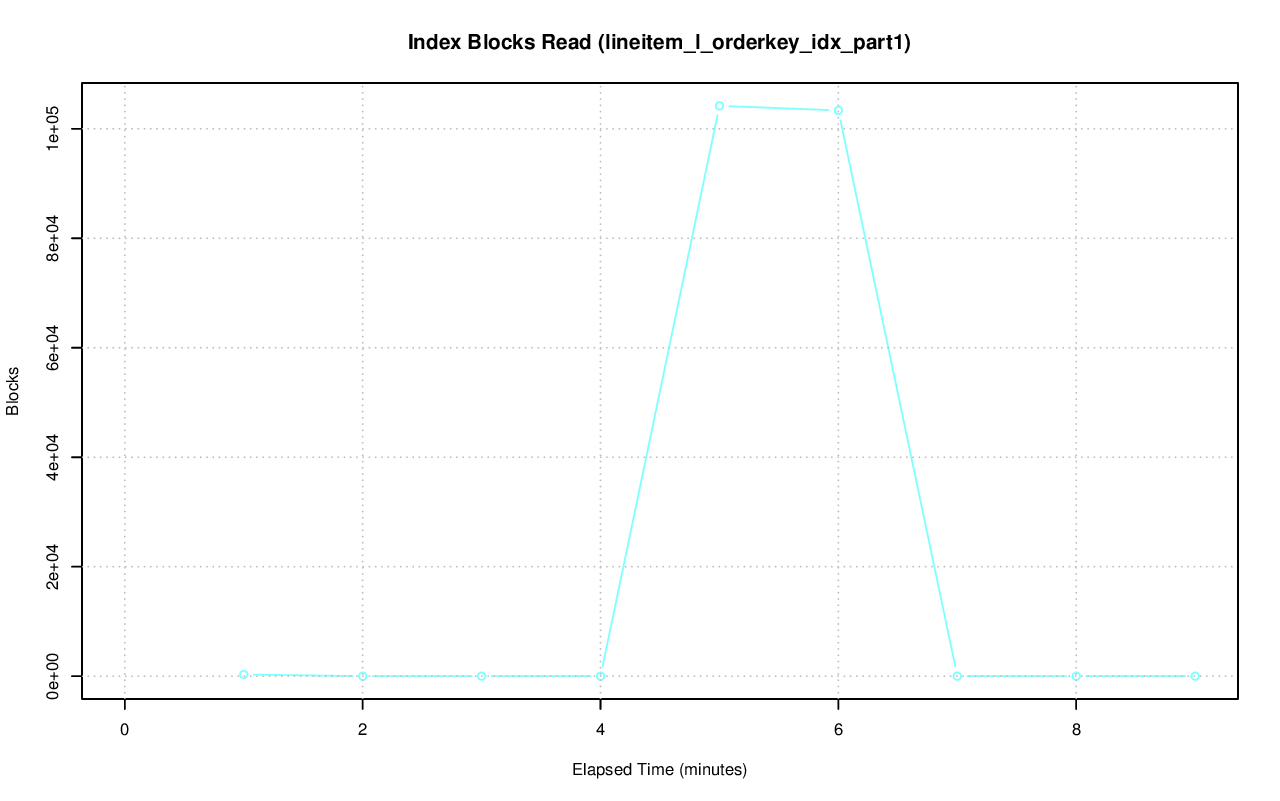 Index Blocks Read (lineitem_l_orderkey_idx_part1)
1e+05
8e+04
6e+04
4e+04
2e+04
0e+00
Blocks
0 2 4 6 8
Elapsed Time (minutes)